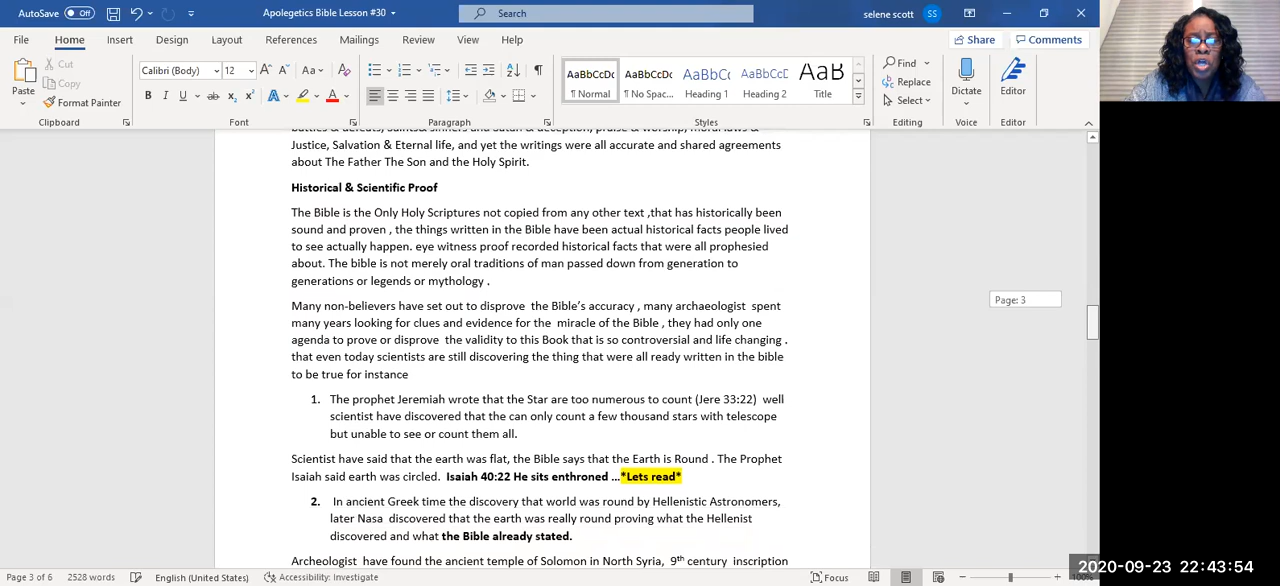 AutoSave Off Apolegetics Bible Lesson #30 Search selene scott SS
File Home Insert Design Layout References Mailings Review View Help Share Comments
Cut
Copy
Format Painter
Paste
Calibri (Body) 12 Aa
B I U ab x₂ x² A A
AaBbCcDc AaBbCcDc AaBbC AaBbCcD AaB
¶ Normal ¶ No Spac... Heading 1 Heading 2 Title
Find
Replace
Select
Dictate Editor
Clipboard Font Paragraph Styles Editing Voice Editor
Justice, Salvation & Eternal life, and yet the writings were all accurate and shared agreements
about The Father The Son and the Holy Spirit.
Historical & Scientific Proof
The Bible is the Only Holy Scriptures not copied from any other text ,that has historically been
sound and proven , the things written in the Bible have been actual historical facts people lived
to see actually happen. eye witness proof recorded historical facts that were all prophesied
about. The bible is not merely oral traditions of man passed down from generation to
generations or legends or mythology .
Many non-believers have set out to disprove the Bible's accuracy , many archaeologist spent
many years looking for clues and evidence for the miracle of the Bible , they had only one
agenda to prove or disprove the validity to this Book that is so controversial and life changing .
that even today scientists are still discovering the thing that were all ready written in the bible
to be true for instance
1. The prophet Jeremiah wrote that the Star are too numerous to count (Jere 33:22) well
scientist have discovered that the can only count a few thousand stars with telescope
but unable to see or count them all.
Scientist have said that the earth was flat, the Bible says that the Earth is Round . The Prophet
Isaiah said earth was circled. Isaiah 40:22 He sits enthroned ...*Lets read*
2. In ancient Greek time the discovery that world was round by Hellenistic Astronomers,
later Nasa discovered that the earth was really round proving what the Hellenist
discovered and what the Bible already stated.
Archeologist have found the ancient temple of Solomon in North Syria, 9th century inscription
Page: 3
Page 3 of 6 2528 words English (United States) Accessibility: Investigate Focus
2020-09-23 22:43:54